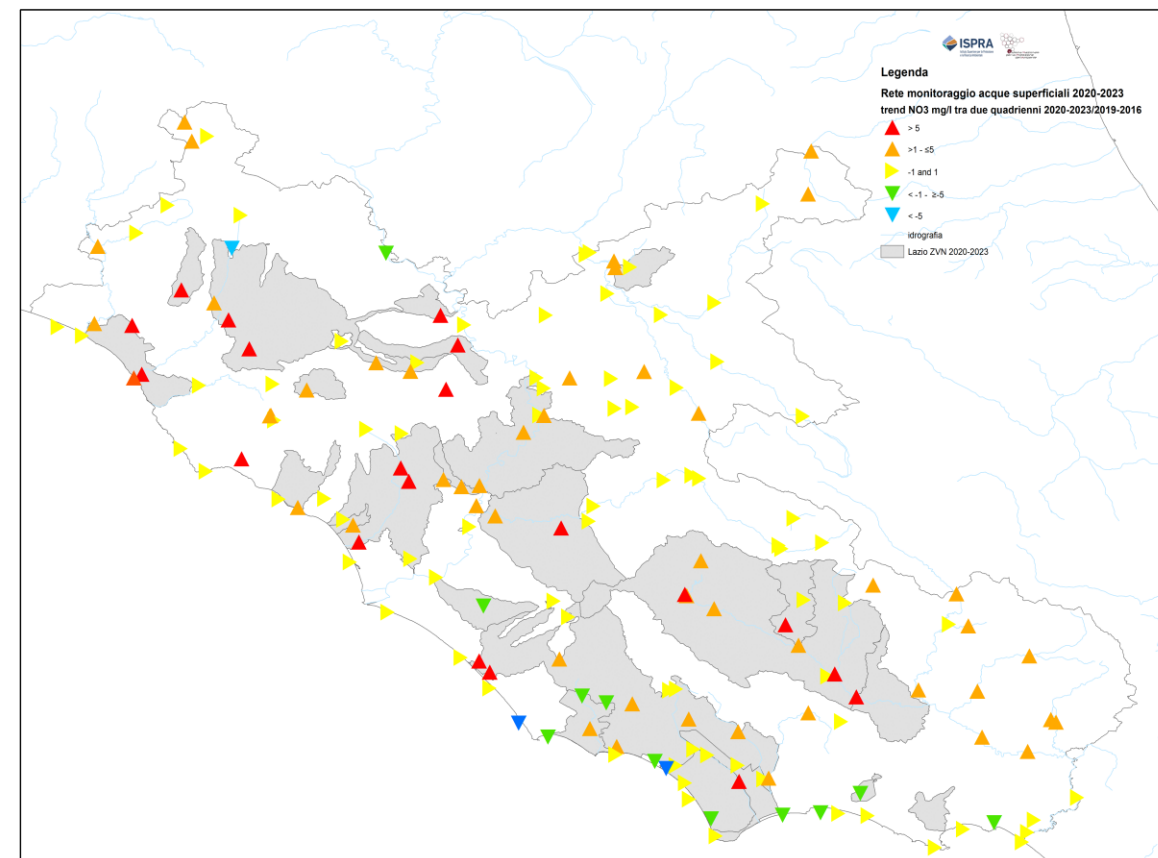 ISPRA
Legenda
Rete monitoraggio acque superficiali 2020-2023
trend NO3 mg/l tra due quadrienni 2020-2023/2019-2016
> 5
>1 - ≤5
-1 and 1
< -1 - ≥-5
< -5
idrografia
Lazio ZVN 2020-2023